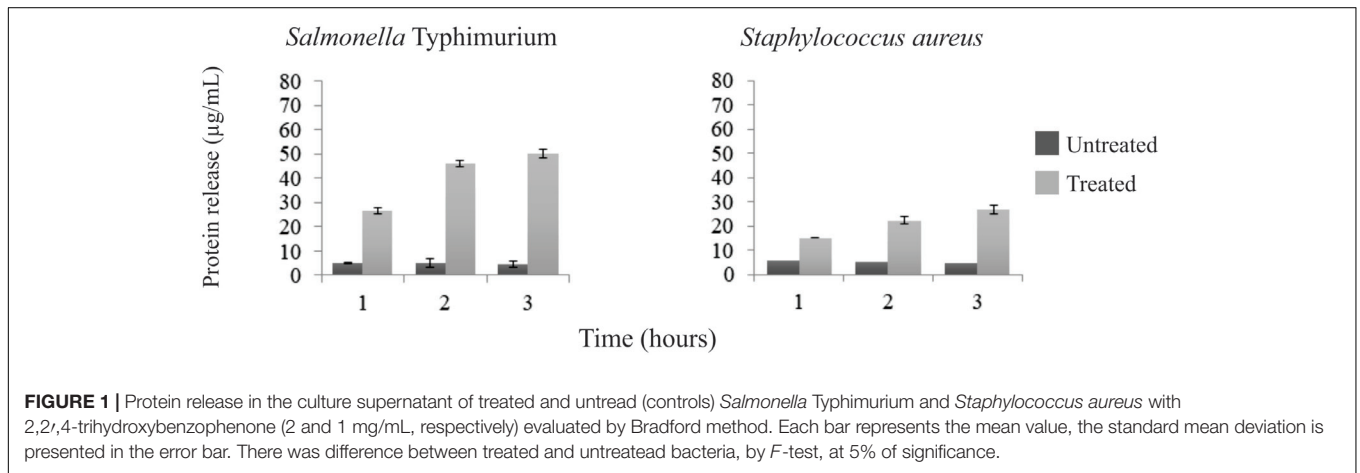 Salmonella Typhimurium
Staphylococcus aureus
Protein release (µg/mL)
80
70
60
50
40
30
20
10
0
1 2 3
80
70
60
50
40
30
20
10
0
1 2 3
Untreated
Treated
Time (hours)
FIGURE 1 | Protein release in the culture supernatant of treated and untread (controls) Salmonella Typhimurium and Staphylococcus aureus with
2,2′,4-trihydroxybenzophenone (2 and 1 mg/mL, respectively) evaluated by Bradford method. Each bar represents the mean value, the standard mean deviation is
presented in the error bar. There was difference between treated and untreatead bacteria, by F-test, at 5% of significance.